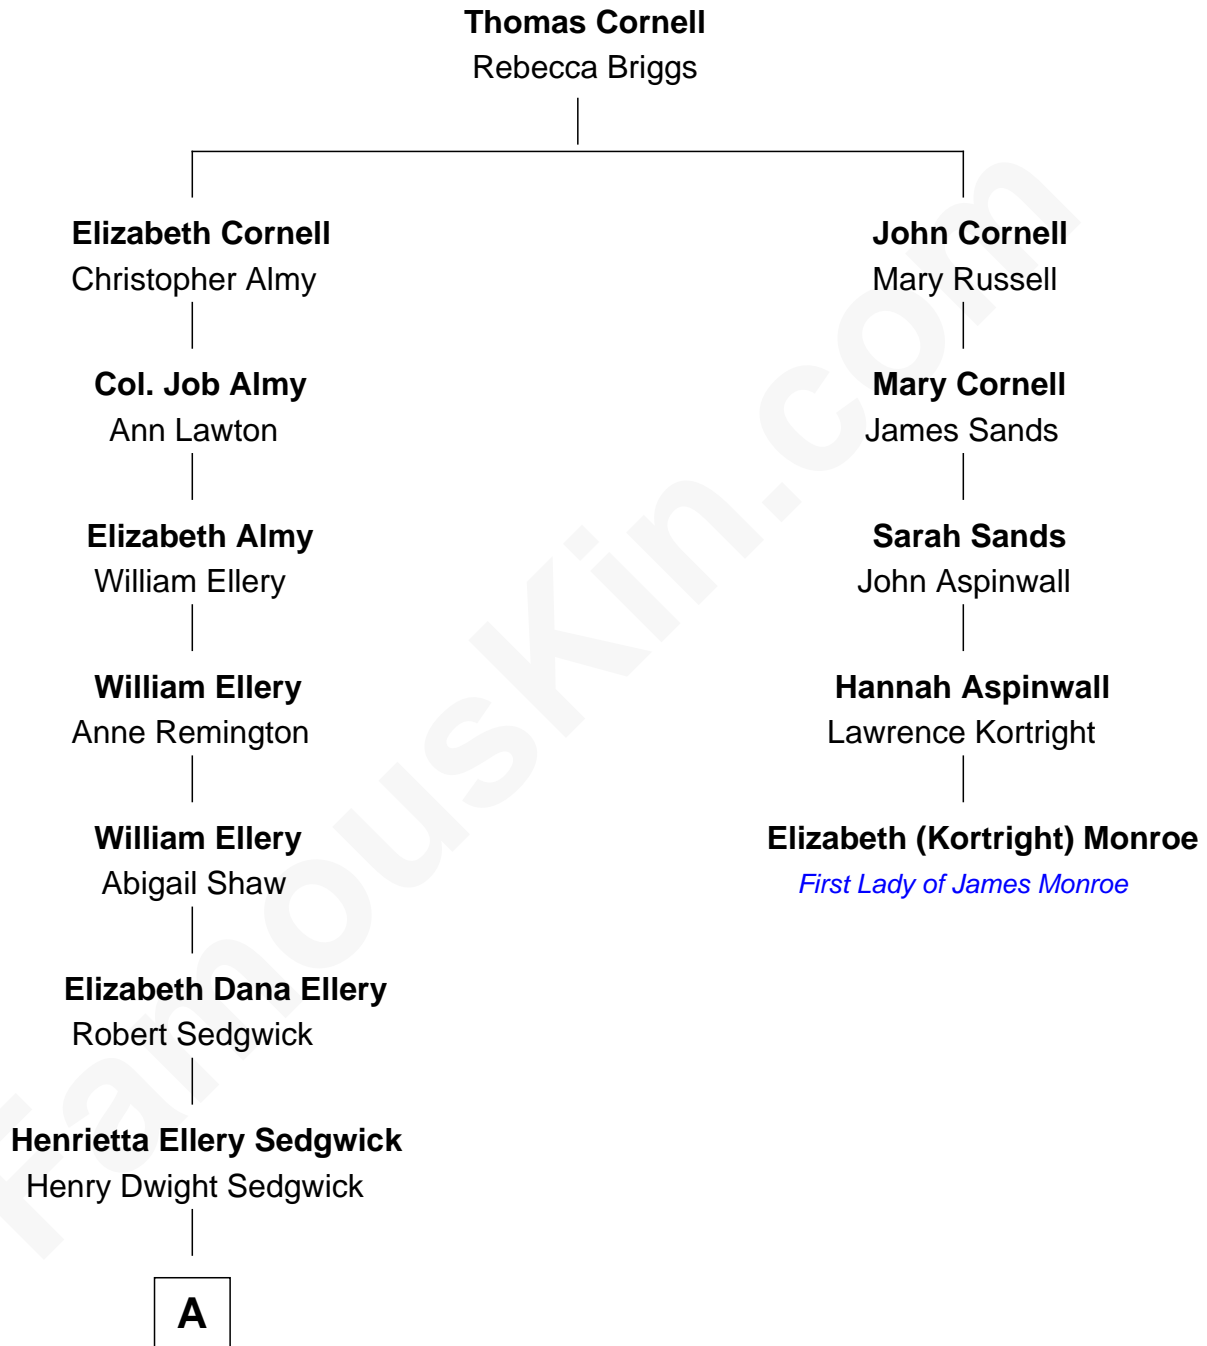 Thomas Cornell
Rebecca Briggs
Elizabeth Cornell
Christopher Almy
John Cornell
Mary Russell
Col. Job Almy
Ann Lawton
Mary Cornell
James Sands
Elizabeth Almy
William Ellery
Sarah Sands
John Aspinwall
William Ellery
Anne Remington
Hannah Aspinwall
Lawrence Kortright
William Ellery
Abigail Shaw
Elizabeth (Kortright) Monroe
First Lady of James Monroe
Elizabeth Dana Ellery
Robert Sedgwick
Henrietta Ellery Sedgwick
Henry Dwight Sedgwick
A
FamousKin.com